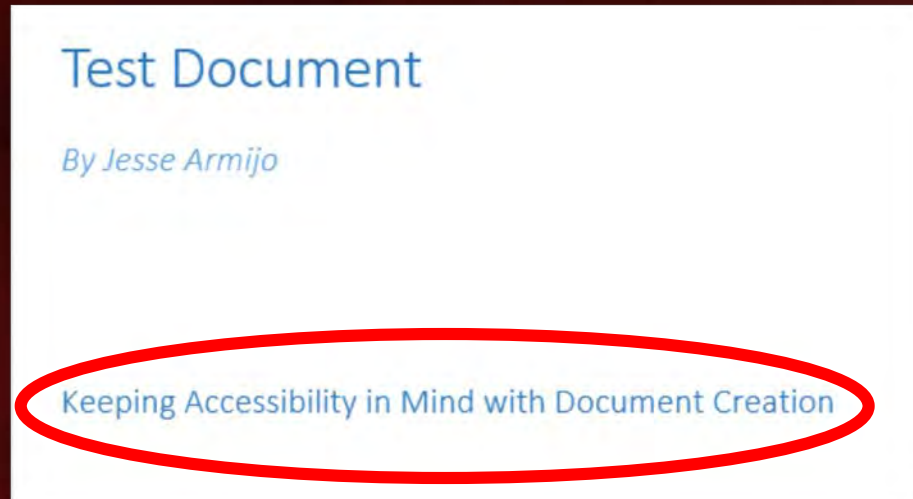 Test Document
By Jesse Armijo
Keeping Accessibility in Mind with Document Creation